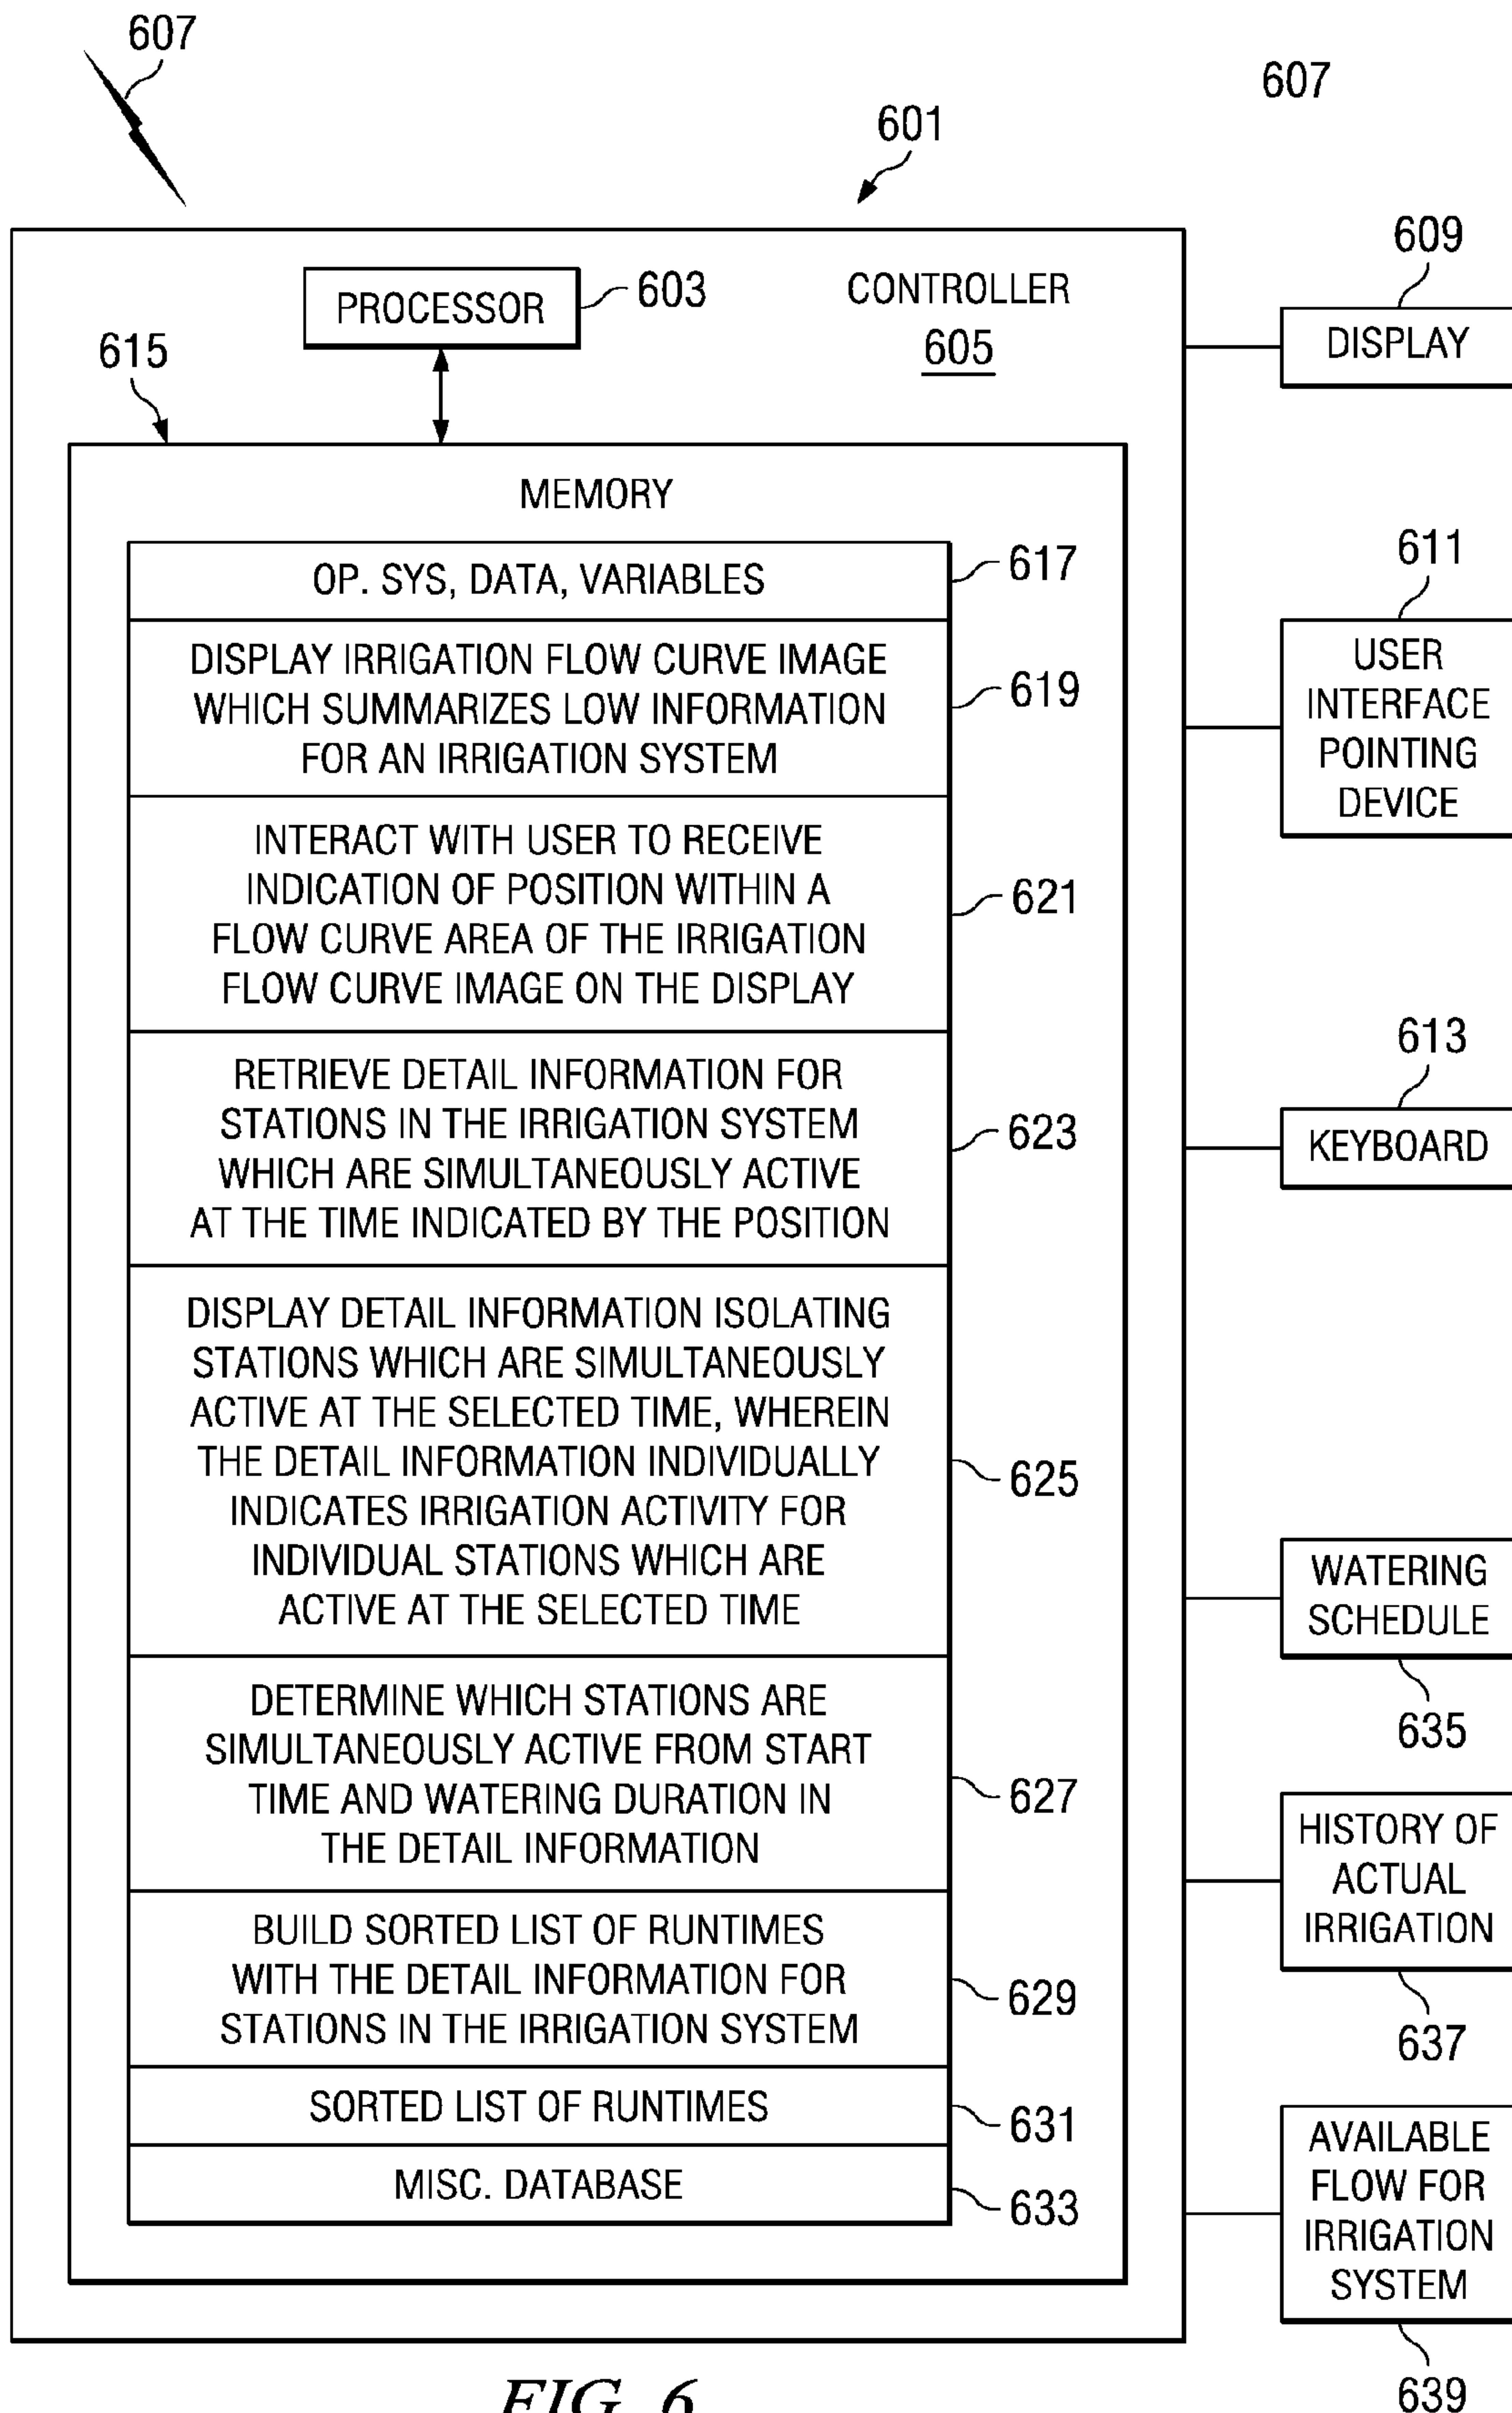 607
607
601
609
PROCESSOR
603
CONTROLLER
605
DISPLAY
615
MEMORY
OP. SYS, DATA, VARIABLES
617
611
DISPLAY IRRIGATION FLOW CURVE IMAGE
WHICH SUMMARIZES LOW INFORMATION
FOR AN IRRIGATION SYSTEM
619
USER
INTERFACE
POINTING
DEVICE
INTERACT WITH USER TO RECEIVE
INDICATION OF POSITION WITHIN A
FLOW CURVE AREA OF THE IRRIGATION
FLOW CURVE IMAGE ON THE DISPLAY
621
613
RETRIEVE DETAIL INFORMATION FOR
STATIONS IN THE IRRIGATION SYSTEM
WHICH ARE SIMULTANEOUSLY ACTIVE
AT THE TIME INDICATED BY THE POSITION
623
KEYBOARD
DISPLAY DETAIL INFORMATION ISOLATING
STATIONS WHICH ARE SIMULTANEOUSLY
ACTIVE AT THE SELECTED TIME, WHEREIN
THE DETAIL INFORMATION INDIVIDUALLY
INDICATES IRRIGATION ACTIVITY FOR
INDIVIDUAL STATIONS WHICH ARE
ACTIVE AT THE SELECTED TIME
625
WATERING
SCHEDULE
635
DETERMINE WHICH STATIONS ARE
SIMULTANEOUSLY ACTIVE FROM START
TIME AND WATERING DURATION IN
THE DETAIL INFORMATION
627
HISTORY OF
ACTUAL
IRRIGATION
637
BUILD SORTED LIST OF RUNTIMES
WITH THE DETAIL INFORMATION FOR
STATIONS IN THE IRRIGATION SYSTEM
629
SORTED LIST OF RUNTIMES
631
MISC. DATABASE
633
AVAILABLE
FLOW FOR
IRRIGATION
SYSTEM
639
FIG. 6